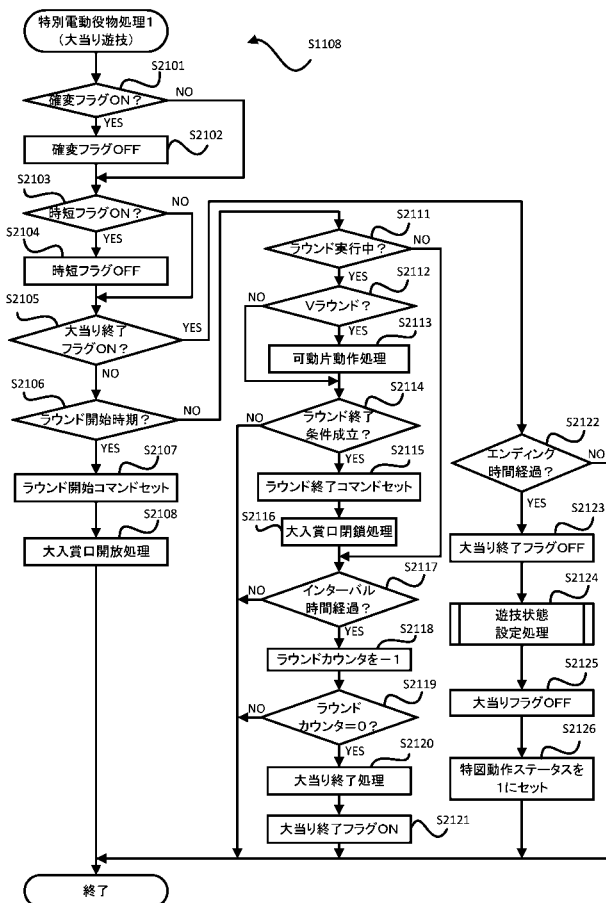 特別電動役物処理1
(大当り遊技)
S1108
S2101
確変フラグON?
NO
YES
S2102
確変フラグOFF
S2103
時短フラグON?
NO
YES
S2104
時短フラグOFF
S2105
大当り終了
フラグON?
YES
NO
S2106
ラウンド開始時期?
NO
YES
S2107
ラウンド開始コマンドセット
S2108
大入賞口開放処理
S2111
ラウンド実行中?
NO
YES
S2112
NO
Vラウンド?
YES
S2113
可動片動作処理
S2114
NO
ラウンド終了
条件成立?
YES
S2115
ラウンド終了コマンドセット
S2116
大入賞口閉鎖処理
S2117
NO
インターバル
時間経過?
YES
S2118
ラウンドカウンタを-1
S2119
NO
ラウンド
カウンタ=0?
YES
S2120
大当り終了処理
大当り終了フラグON
S2121
S2122
エンディング
時間経過?
NO
YES
S2123
大当り終了フラグOFF
S2124
遊技状態
設定処理
S2125
大当りフラグOFF
S2126
特図動作ステータスを
1にセット
終了